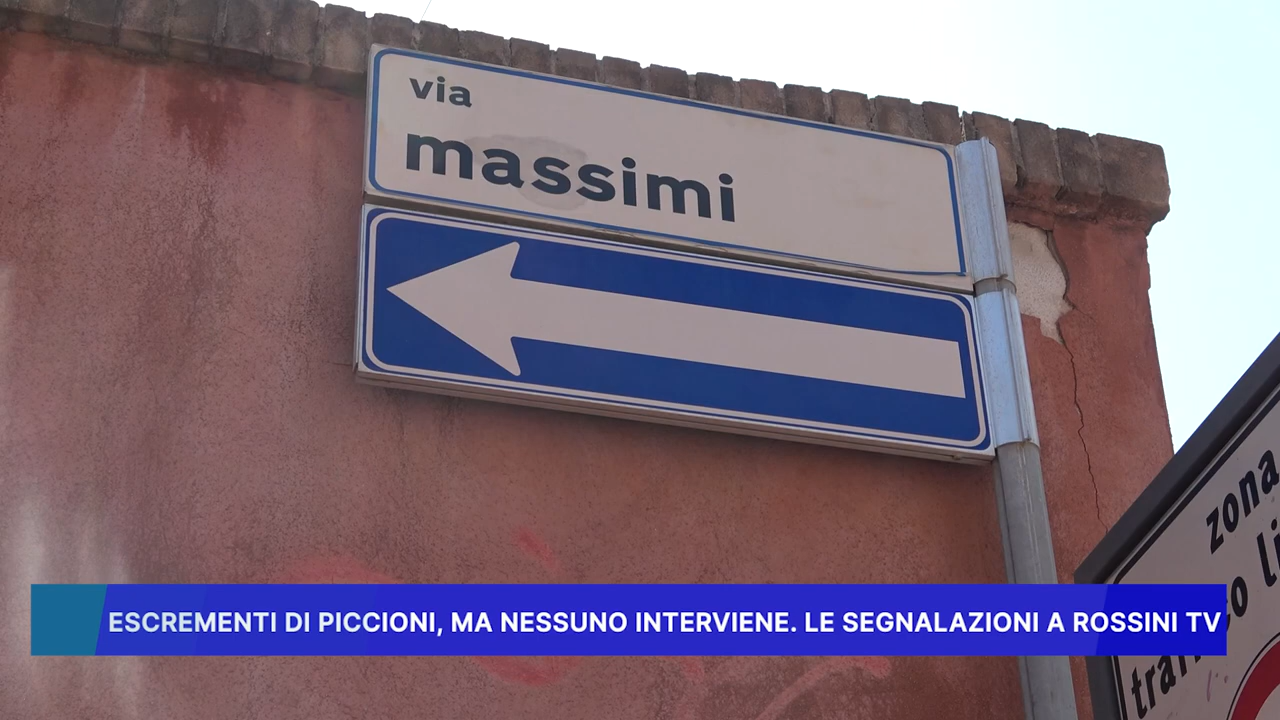 via
massimi
zona
ESCREMENTI DI PICCIONI, MA NESSUNO INTERVIENE. LE SEGNALAZIONI A ROSSINI TV